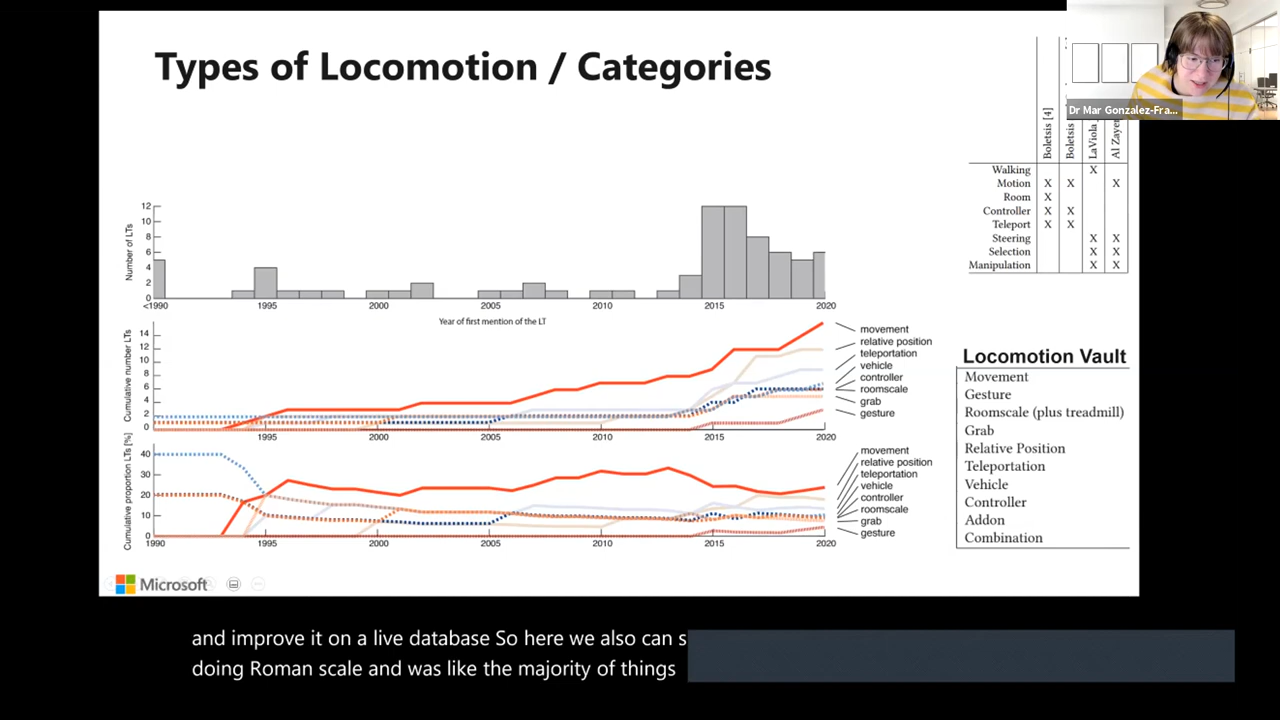 Types of Locomotion / Categories
Dr Mar Gonzalez-Fra...
Boletsis [4]
Boletsis
LaViola
Al Zayer
Walking X
Motion X X X
Room X
Controller X X
Teleport X X
Steering X X
Selection X X
Manipulation X X
Number of LTs
12
10
8
6
4
2
0
<1990 1995 2000 2005 2010 2015 2020
Year of first mention of the LT
Cumulative number LTs
14
12
10
8
6
4
2
0
1995 2000 2005 2010 2015 2020
movement
relative position
teleportation
vehicle
controller
roomscale
grab
gesture
Cumulative proportion LTs [%]
40
30
20
10
0
1990 1995 2000 2005 2010 2015 2020
movement
relative position
teleportation
vehicle
controller
roomscale
grab
gesture
Locomotion Vault
Movement
Gesture
Roomscale (plus treadmill)
Grab
Relative Position
Teleportation
Vehicle
Controller
Addon
Combination
Microsoft
and improve it on a live database So here we also can s
doing Roman scale and was like the majority of things